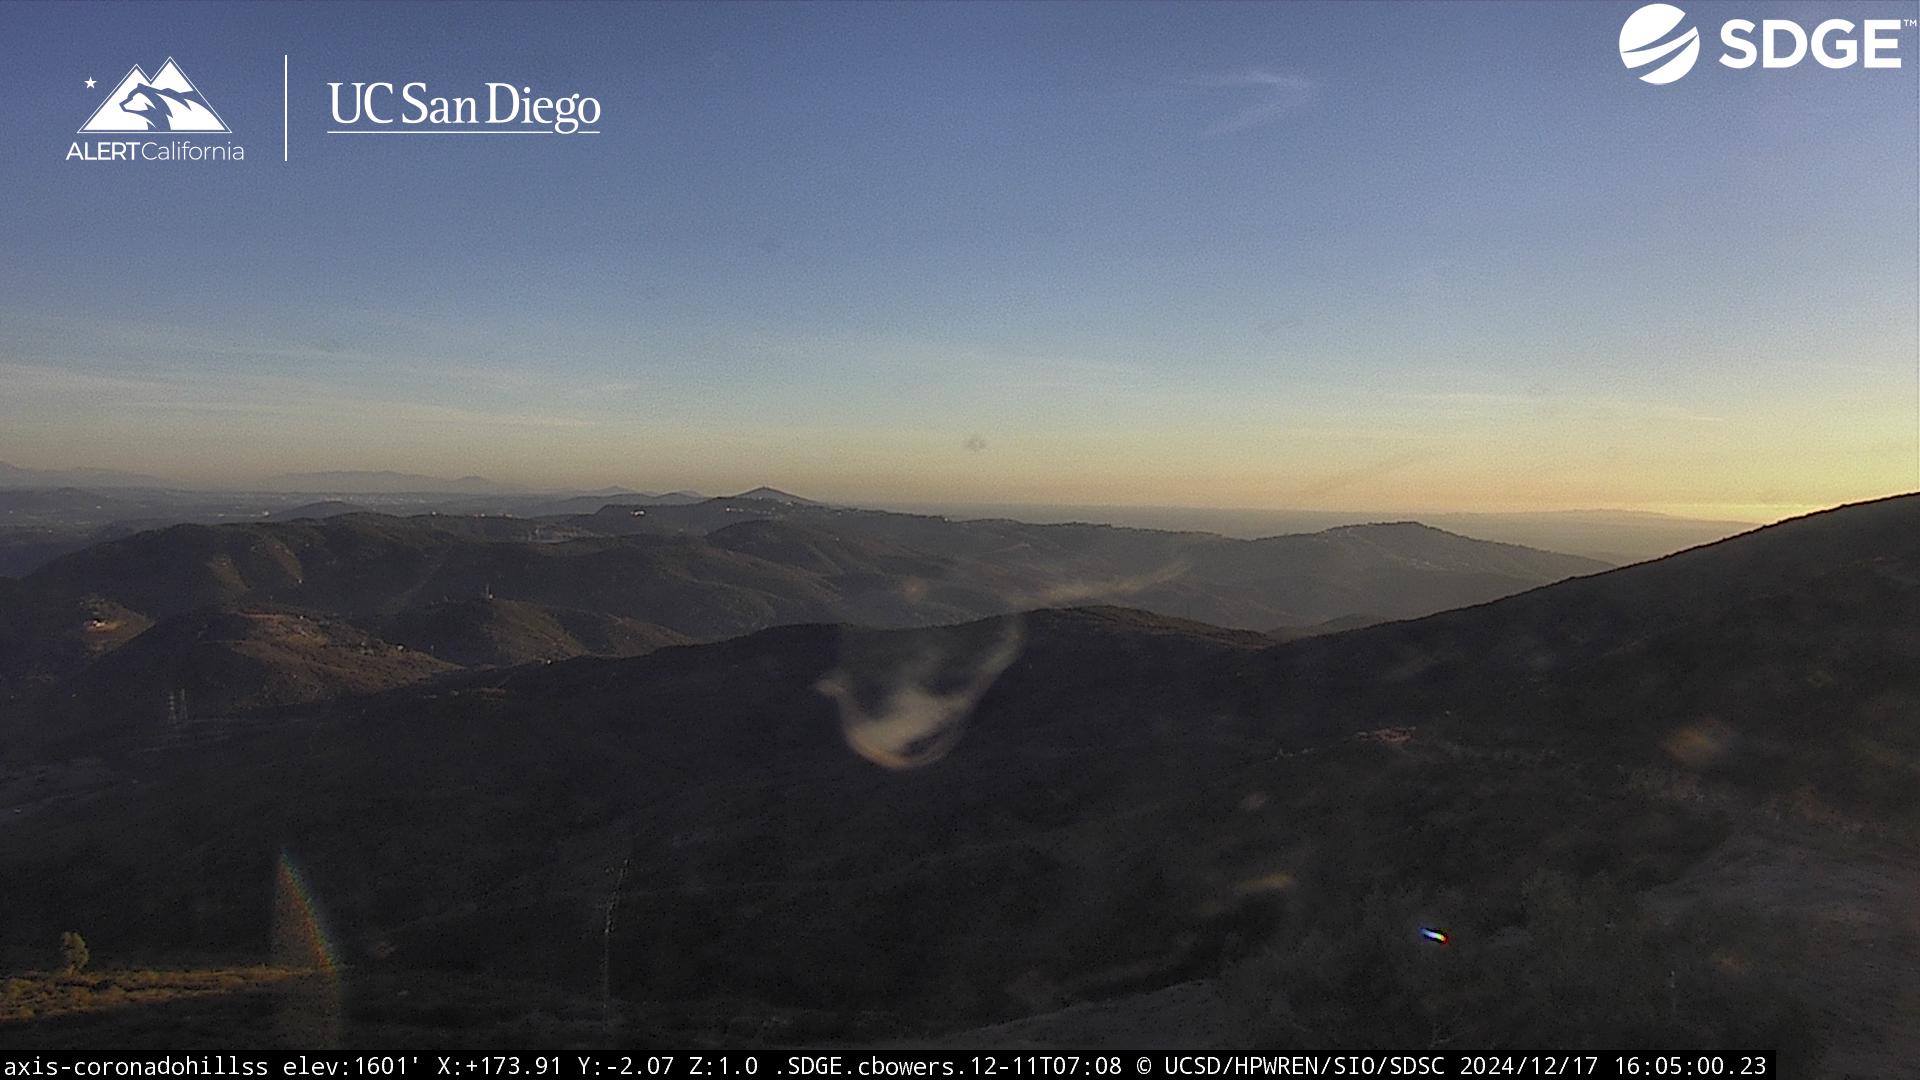 ALERTCalifornia
UC San Diego
SDGE™
axis-coronadohillss elev:1601' X:+173.91 Y:-2.07 Z:1.0 .SDGE.cbowers.12-11T07:08 © UCSD/HPWREN/SIO/SDSC 2024/12/17 16:05:00.23